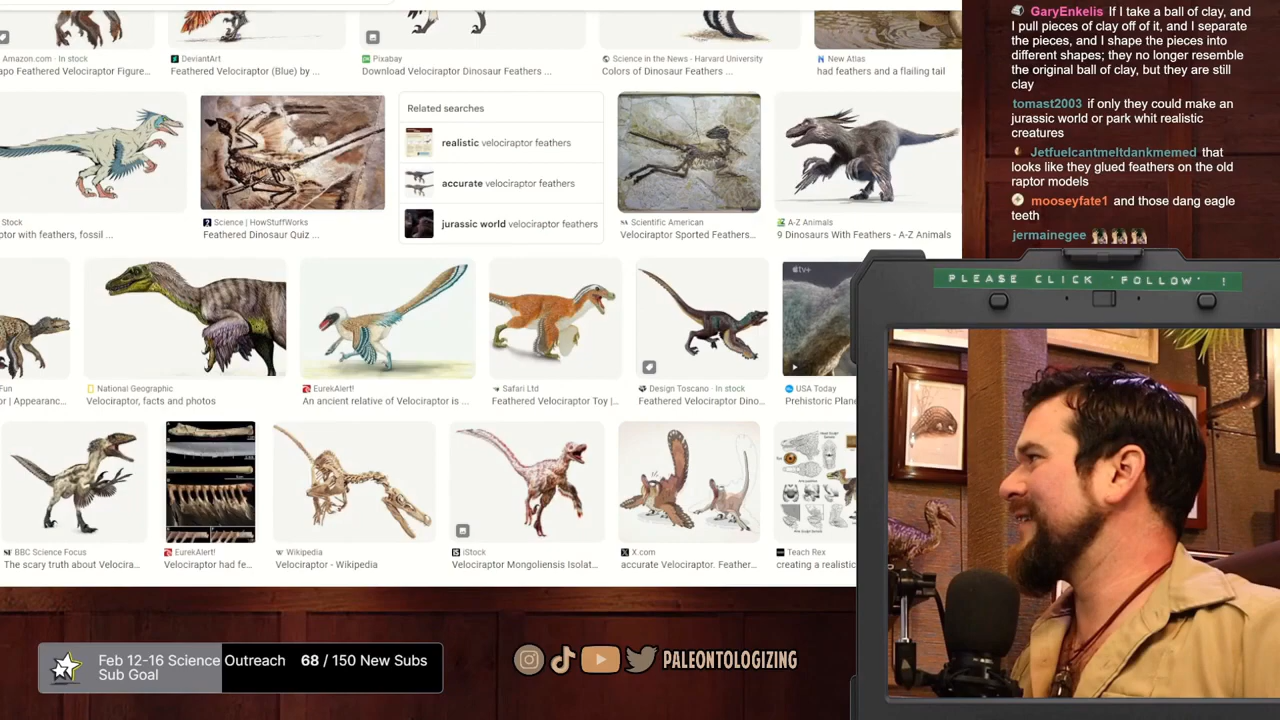 Amazon.com · In stock
apo Feathered Velociraptor Figure...
DeviantArt
Feathered Velociraptor (Blue) by ...
Pixabay
Download Velociraptor Dinosaur Feathers ...
Science in the News - Harvard University
Colors of Dinosaur Feathers ...
New Atlas
had feathers and a flailing tail
Stock
ptor with feathers, fossil ...
Science | HowStuffWorks
Feathered Dinosaur Quiz ...
Related searches
realistic velociraptor feathers
accurate velociraptor feathers
jurassic world velociraptor feathers
Scientific American
Velociraptor Sported Feathers...
A-Z Animals
9 Dinosaurs With Feathers - A-Z Animals
Fun
or | Appearanc...
National Geographic
Velociraptor, facts and photos
EurekAlert!
An ancient relative of Velociraptor is ...
Safari Ltd
Feathered Velociraptor Toy |...
Design Toscano · In stock
Feathered Velociraptor Dino...
tv+
USA Today
Prehistoric Plane
BBC Science Focus
The scary truth about Velocira...
EurekAlert!
Velociraptor had fe...
Wikipedia
Velociraptor - Wikipedia
iStock
Velociraptor Mongoliensis Isolat...
X.com
accurate Velociraptor. Feather...
Teach Rex
creating a realistic
GaryEnkelis If I take a ball of clay, and
I pull pieces of clay off of it, and I separate
the pieces, and I shape the pieces into
different shapes; they no longer resemble
the original ball of clay, but they are still
clay
tomast2003 if only they could make an
jurassic world or park whit realistic
creatures
Jetfuelcantmeltdankmemed that
looks like they glued feathers on the old
raptor models
mooseyfate1 and those dang eagle
teeth
jermainegee
PLEASE CLICK 'FOLLOW' !
Feb 12-16 Science Outreach
Sub Goal
68 / 150 New Subs
PALEONTOLOGIZING